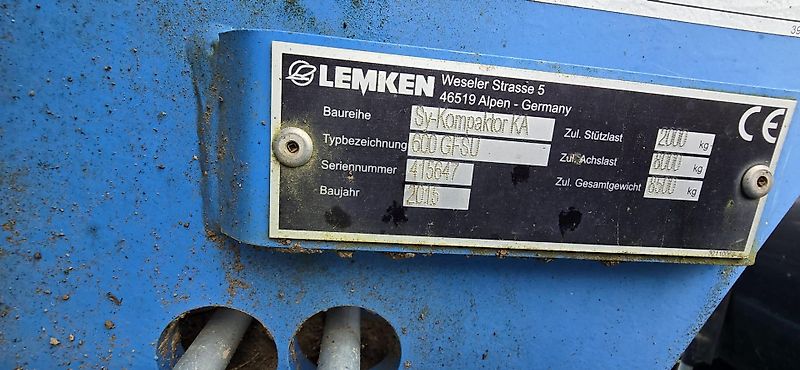 LEMKEN Weseler Strasse 5
46519 Alpen - Germany
Baureihe Sy-Kompaktor KA
Typbezeichnung 600 GFSU
Seriennummer 415647
Baujahr 2015
Zul. Stützlast 2000 kg
Zul. Achslast 8000 kg
Zul. Gesamtgewicht 8500 kg
CE
39